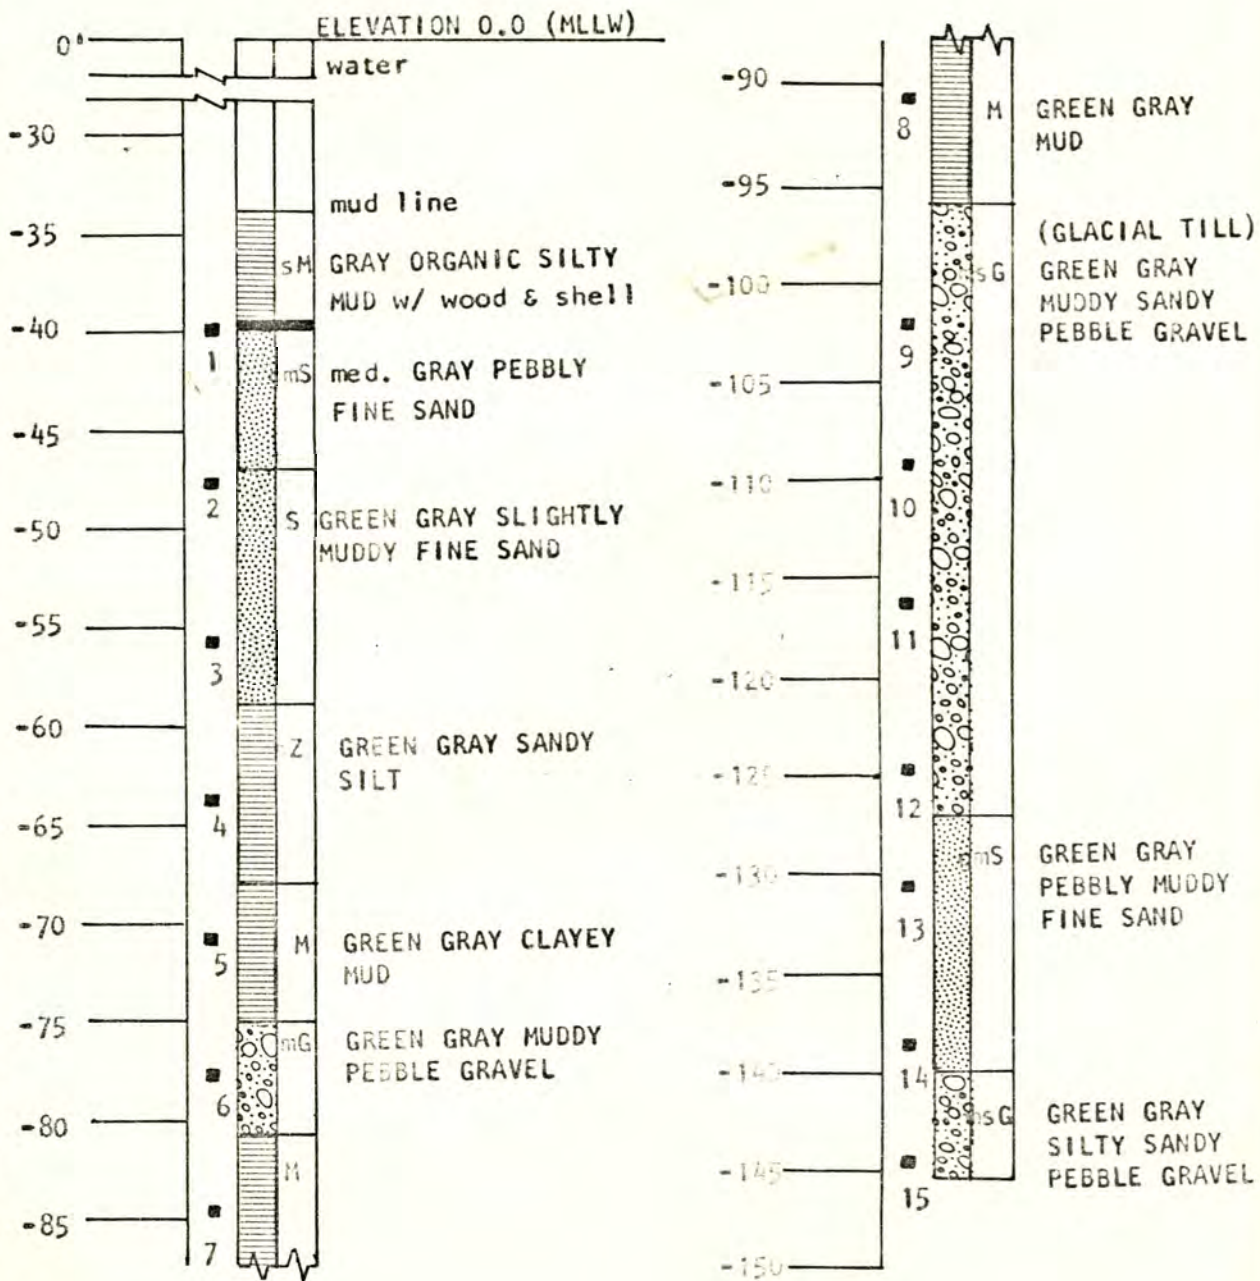 ELEVATION 0.0 (MLLW)
0'
water
-30
mud line
-35
sM GRAY ORGANIC SILTY
MUD w/ wood & shell
-40
1
mS med. GRAY PEBBLY
FINE SAND
-45
2
S GREEN GRAY SLIGHTLY
MUDDY FINE SAND
-50
-55
3
-60
Z GREEN GRAY SANDY
SILT
4
-65
-70
5
M GREEN GRAY CLAYEY
MUD
-75
mG GREEN GRAY MUDDY
PEBBLE GRAVEL
6
-80
M
-85
7
-90
8
M GREEN GRAY
MUD
-95
(GLACIAL TILL)
sG GREEN GRAY
MUDDY SANDY
PEBBLE GRAVEL
-100
9
-105
-110
10
-115
11
-120
-125
12
mS GREEN GRAY
PEBBLY MUDDY
FINE SAND
-130
13
-135
-140
14
msG GREEN GRAY
SILTY SANDY
PEBBLE GRAVEL
-145
15
-150